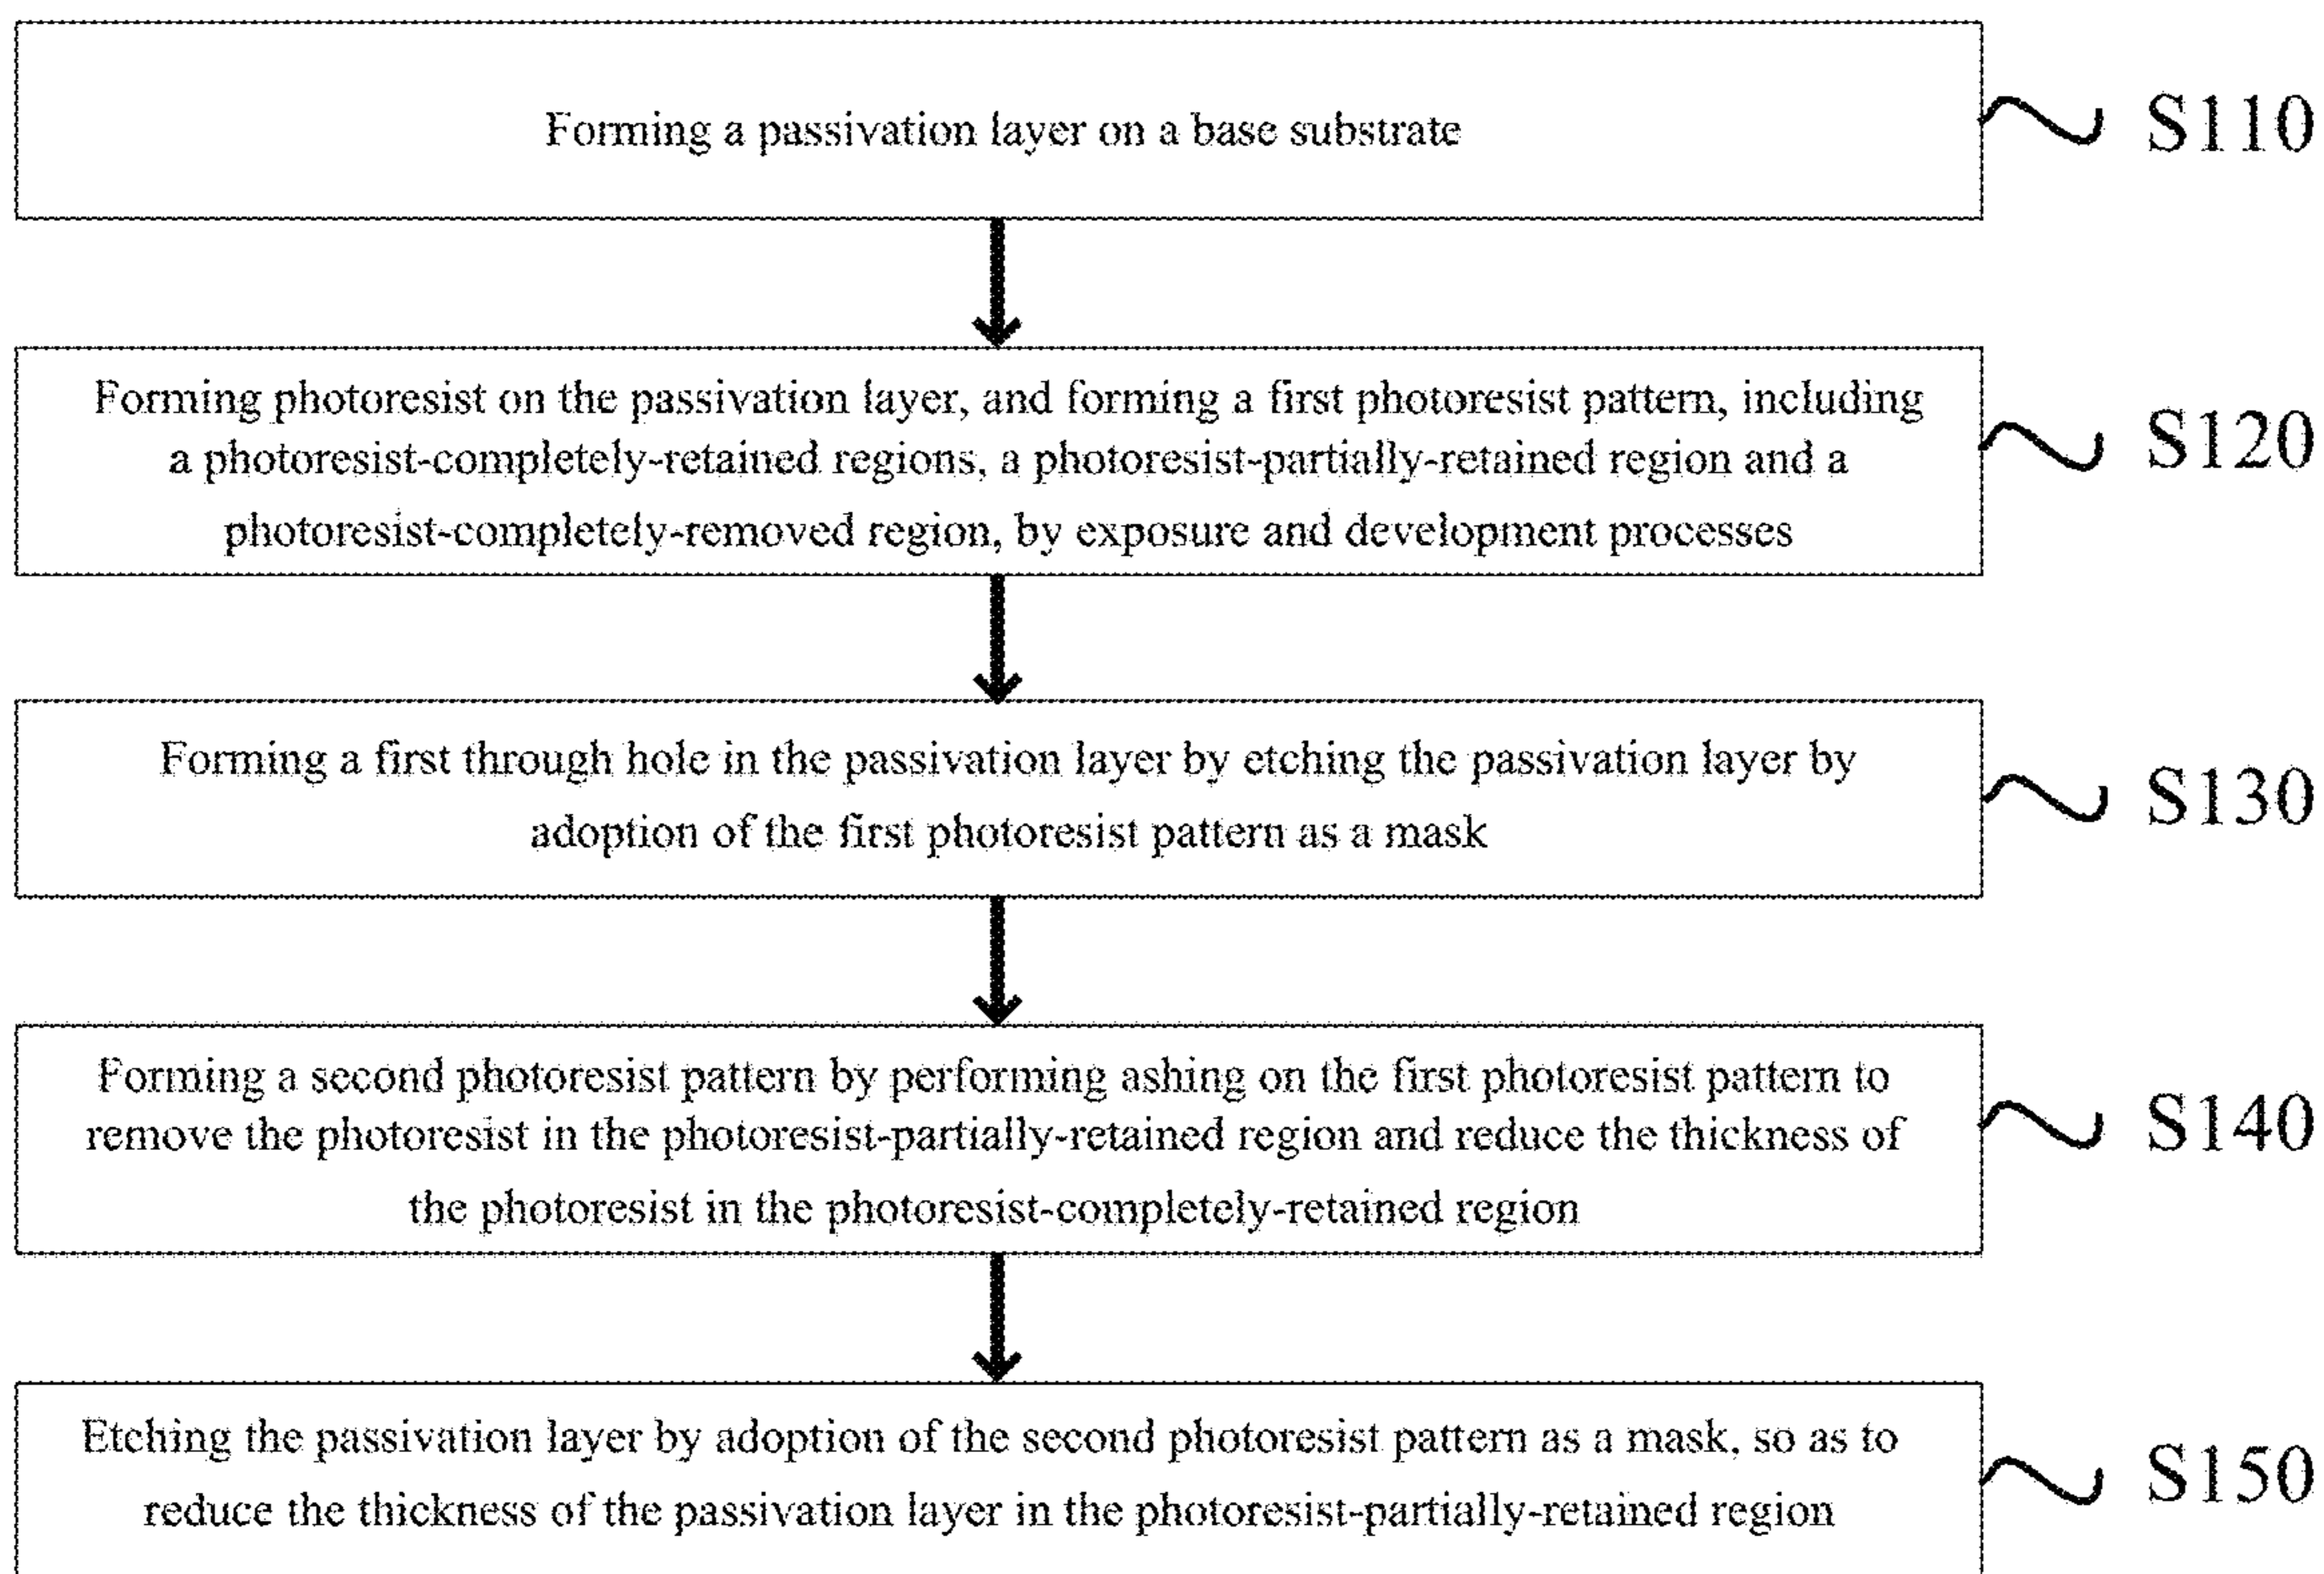 Forming a passivation layer on a base substrate
S110
Forming photoresist on the passivation layer, and forming a first photoresist pattern, including
a photoresist-completely-retained regions, a photoresist-partially-retained region and a
photoresist-completely-removed region, by exposure and development processes
S120
Forming a first through hole in the passivation layer by etching the passivation layer by
adoption of the first photoresist pattern as a mask
S130
Forming a second photoresist pattern by performing ashing on the first photoresist pattern to
remove the photoresist in the photoresist-partially-retained region and reduce the thickness of
the photoresist in the photoresist-completely-retained region
S140
Etching the passivation layer by adoption of the second photoresist pattern as a mask, so as to
reduce the thickness of the passivation layer in the photoresist-partially-retained region
S150